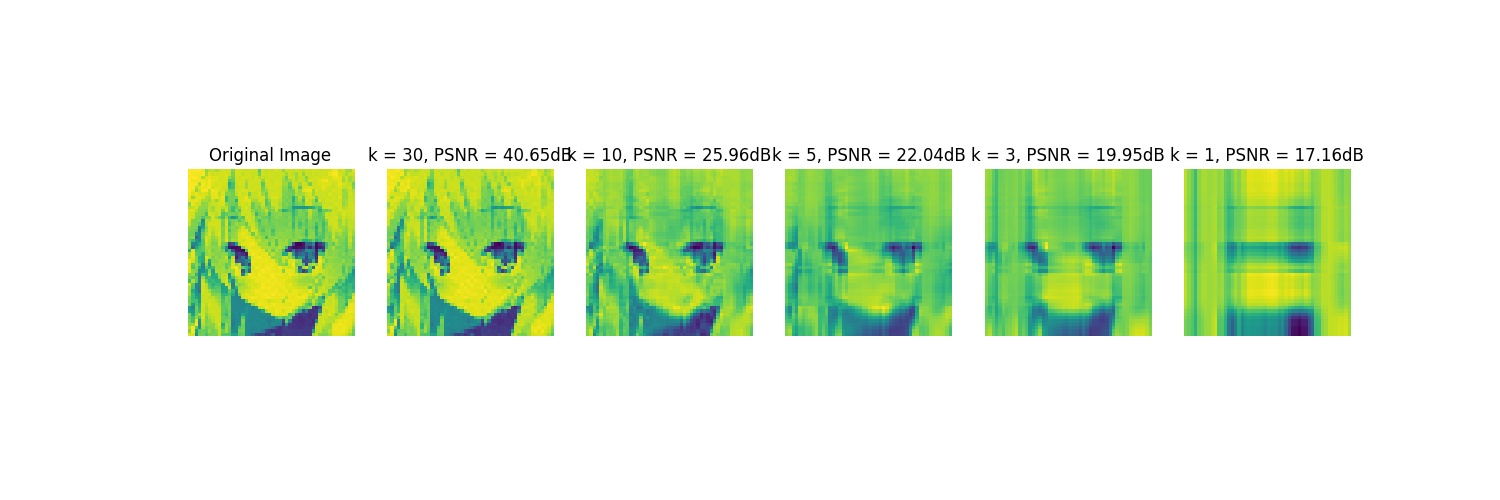 Original Image
k = 30, PSNR = 40.65dB
k = 10, PSNR = 25.96dB
k = 5, PSNR = 22.04dB
k = 3, PSNR = 19.95dB
k = 1, PSNR = 17.16dB